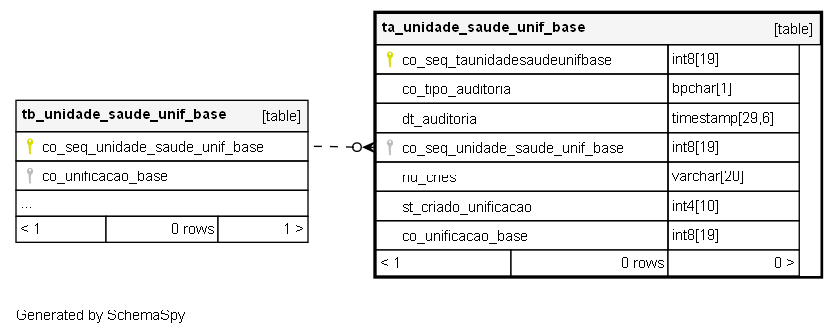 ta_unidade_saude_unif_base [table]
co_seq_taunidadesaudeunifbase int8[19]
co_tipo_auditoria bpchar[1]
dt_auditoria timestamp[29,6]
co_seq_unidade_saude_unif_base int8[19]
nu_cnes varchar[20]
st_criado_unificacao int4[10]
co_unificacao_base int8[19]
< 1 0 rows 0 >
tb_unidade_saude_unif_base [table]
co_seq_unidade_saude_unif_base
co_unificacao_base
...
< 1 0 rows 1 >
Generated by SchemaSpy